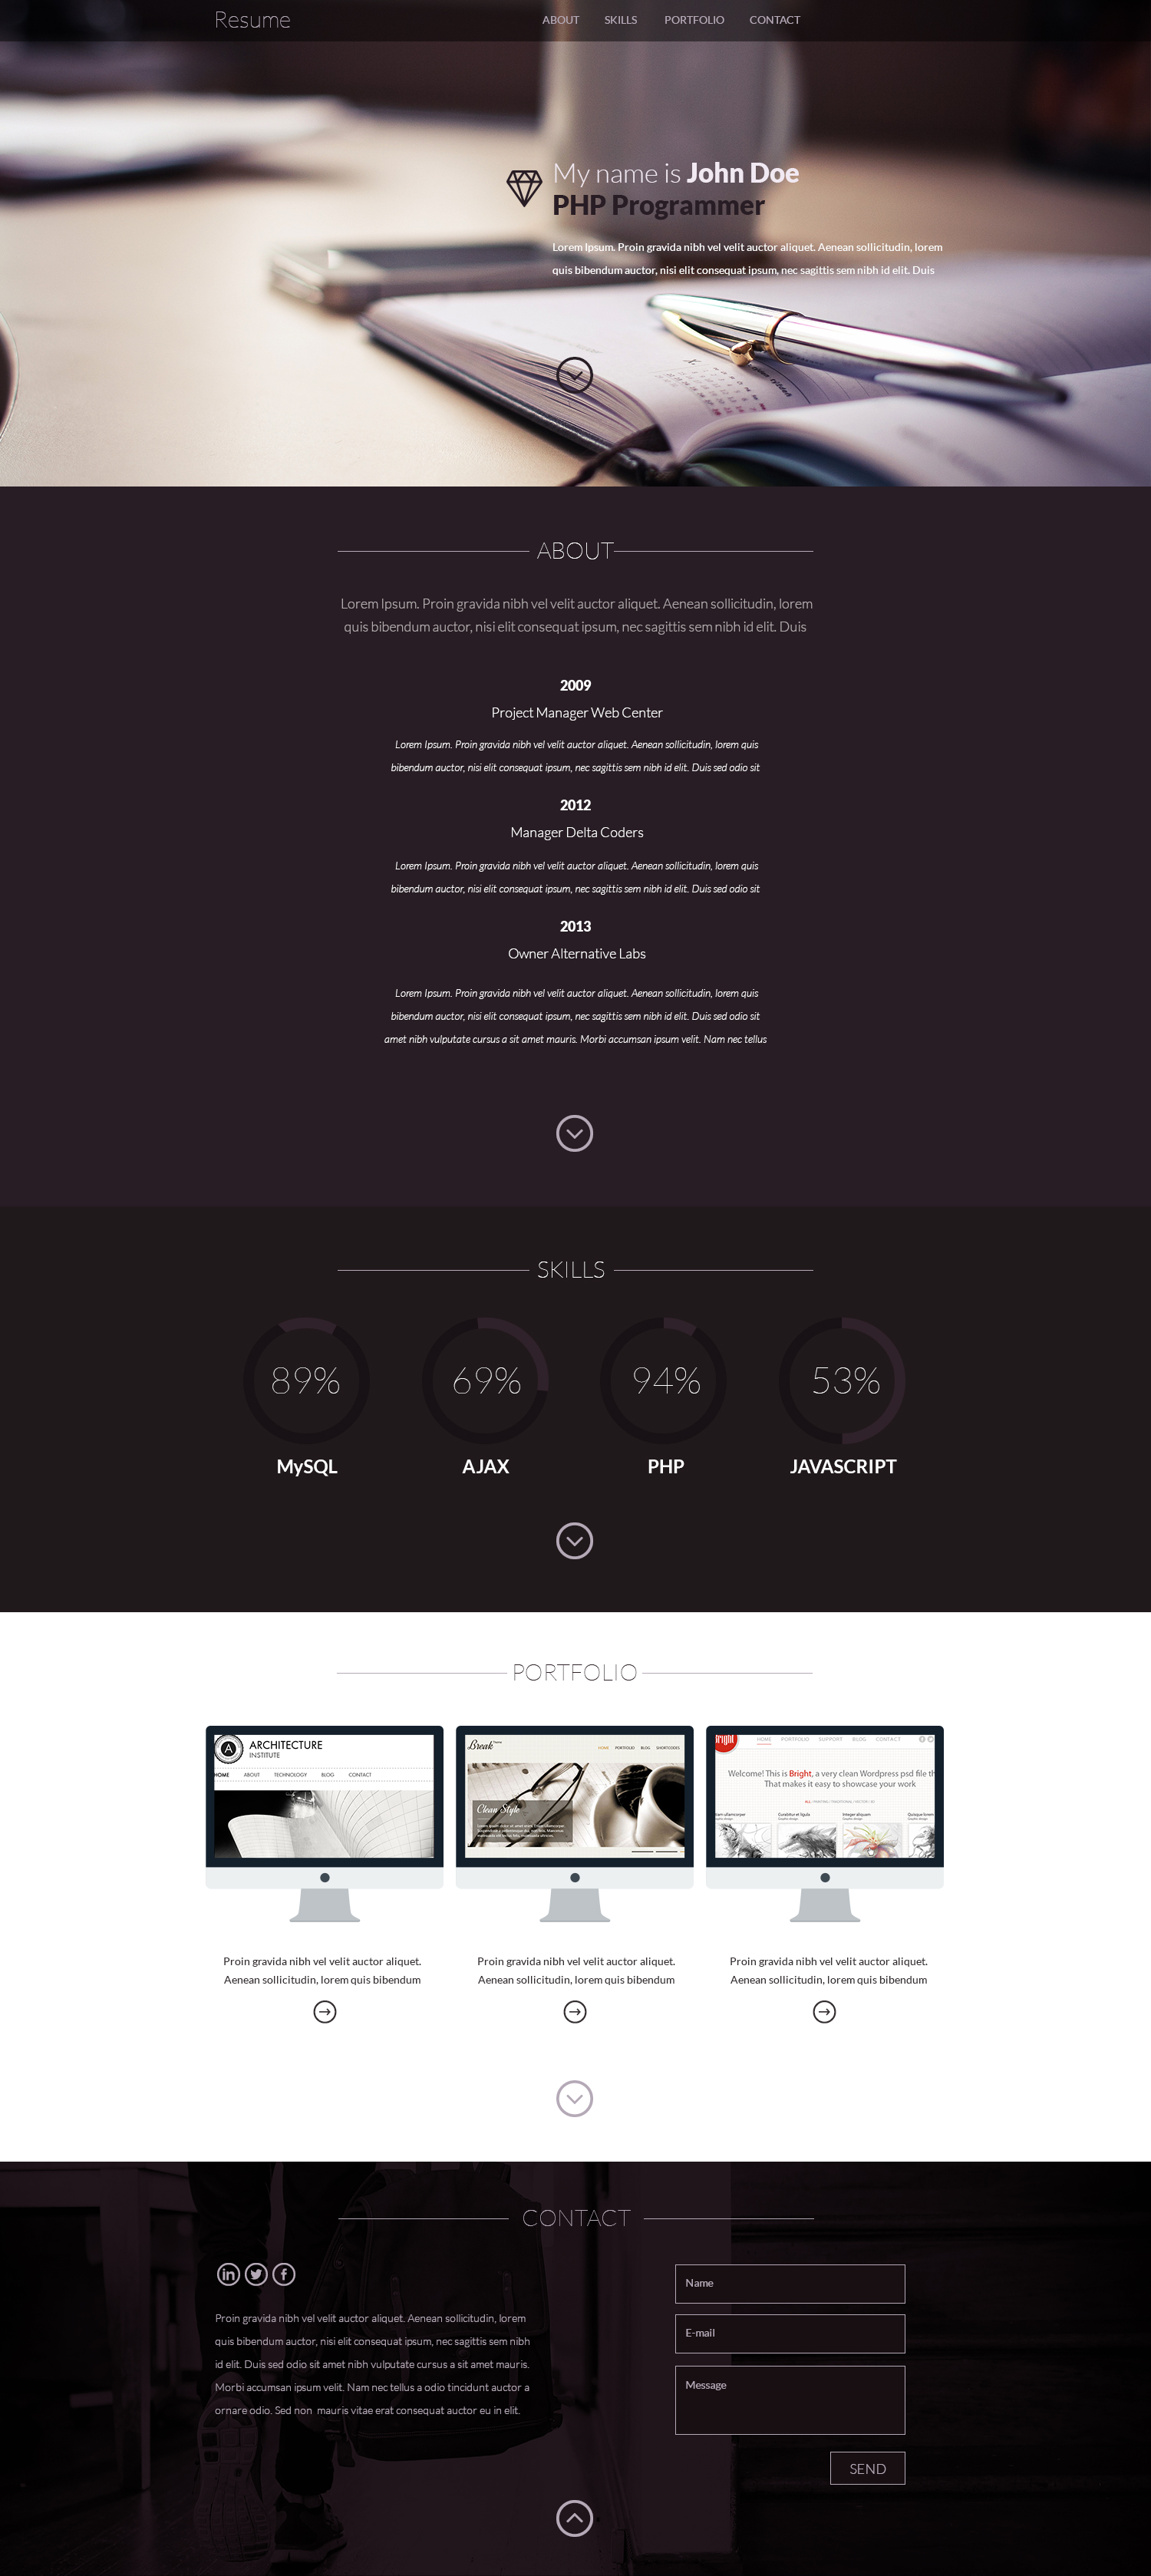 Resume
ABOUT SKILLS PORTFOLIO CONTACT
My name is John Doe
PHP Programmer
Lorem Ipsum. Proin gravida nibh vel velit auctor aliquet. Aenean sollicitudin, lorem
quis bibendum auctor, nisi elit consequat ipsum, nec sagittis sem nibh id elit. Duis
ABOUT
Lorem Ipsum. Proin gravida nibh vel velit auctor aliquet. Aenean sollicitudin, lorem
quis bibendum auctor, nisi elit consequat ipsum, nec sagittis sem nibh id elit. Duis
2009
Project Manager Web Center
Lorem Ipsum. Proin gravida nibh vel velit auctor aliquet. Aenean sollicitudin, lorem quis
bibendum auctor, nisi elit consequat ipsum, nec sagittis sem nibh id elit. Duis sed odio sit
2012
Manager Delta Coders
Lorem Ipsum. Proin gravida nibh vel velit auctor aliquet. Aenean sollicitudin, lorem quis
bibendum auctor, nisi elit consequat ipsum, nec sagittis sem nibh id elit. Duis sed odio sit
2013
Owner Alternative Labs
Lorem Ipsum. Proin gravida nibh vel velit auctor aliquet. Aenean sollicitudin, lorem quis
bibendum auctor, nisi elit consequat ipsum, nec sagittis sem nibh id elit. Duis sed odio sit
amet nibh vulputate cursus a sit amet mauris. Morbi accumsan ipsum velit. Nam nec tellus
SKILLS
89% 69% 94% 53%
MySQL AJAX PHP JAVASCRIPT
PORTFOLIO
A ARCHITECTURE
INSTITUTE
HOME ABOUT TECHNOLOGY BLOG CONTACT
Break
HOME PORTFOLIO BLOG SHORTCODES
Clean Style
Bright
HOME PORTFOLIO SUPPORT BLOG CONTACT
Welcome! This is Bright, a very clean Wordpress psd file th
That makes it easy to showcase your work
Curabitur et ligula
Integer aliquam
Proin gravida nibh vel velit auctor aliquet.
Aenean sollicitudin, lorem quis bibendum
Proin gravida nibh vel velit auctor aliquet.
Aenean sollicitudin, lorem quis bibendum
Proin gravida nibh vel velit auctor aliquet.
Aenean sollicitudin, lorem quis bibendum
CONTACT
in f
Proin gravida nibh vel velit auctor aliquet. Aenean sollicitudin, lorem
quis bibendum auctor, nisi elit consequat ipsum, nec sagittis sem nibh
id elit. Duis sed odio sit amet nibh vulputate cursus a sit amet mauris.
Morbi accumsan ipsum velit. Nam nec tellus a odio tincidunt auctor a
ornare odio. Sed non mauris vitae erat consequat auctor eu in elit.
Name
E-mail
Message
SEND